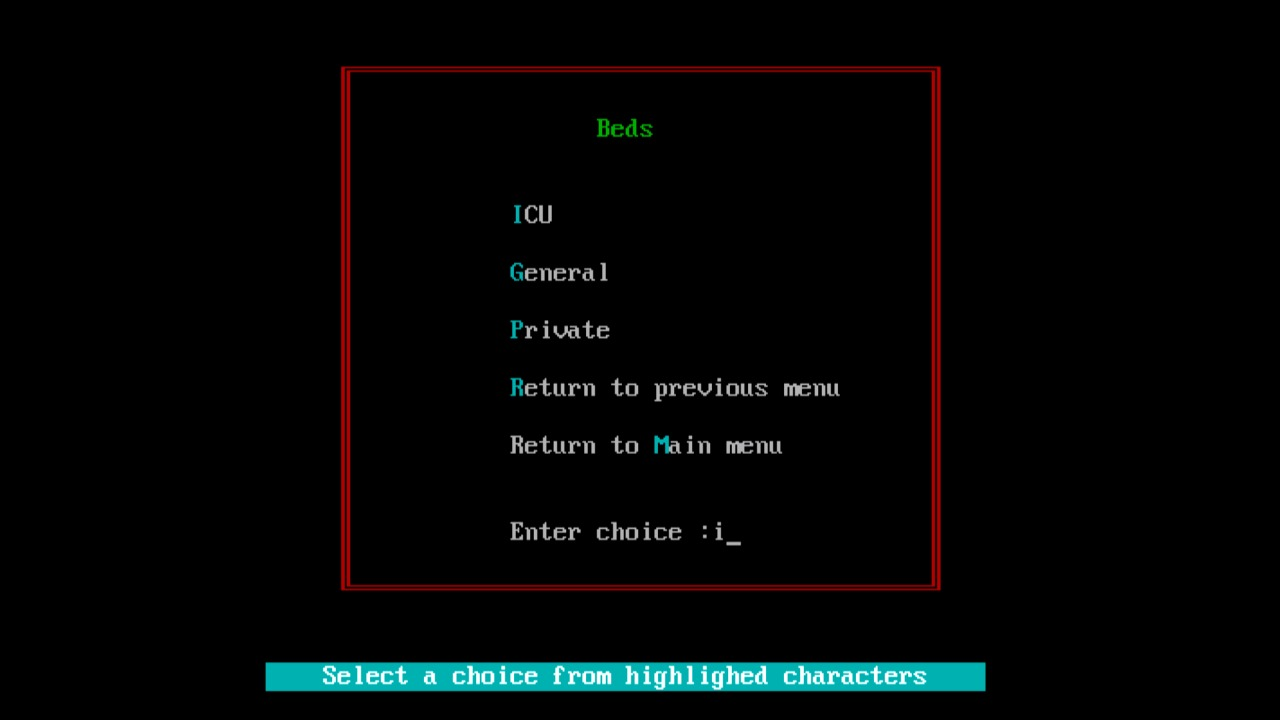 Beds
ICU
General
Private
Return to previous menu
Return to Main menu
Enter choice :i_
Select a choice from highlighed characters